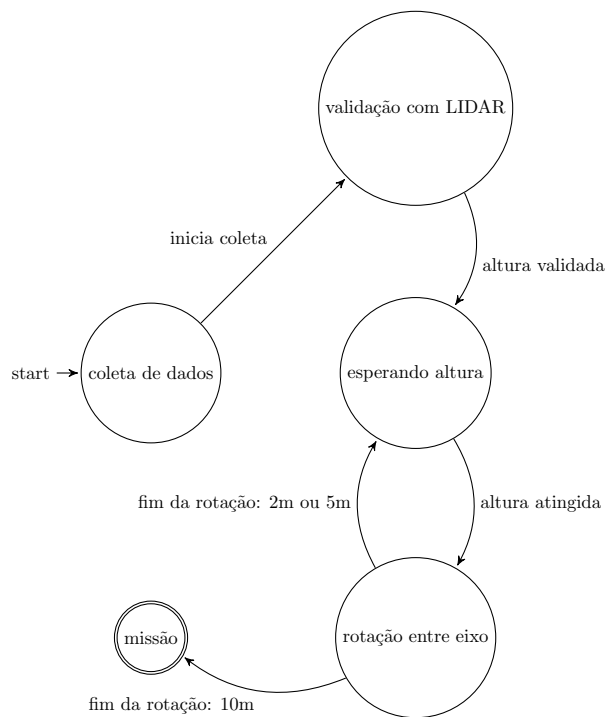 validação com LIDAR
inicia coleta
altura validada
start
coleta de dados
esperando altura
fim da rotação: 2m ou 5m
altura atingida
missão
rotação entre eixo
fim da rotação: 10m